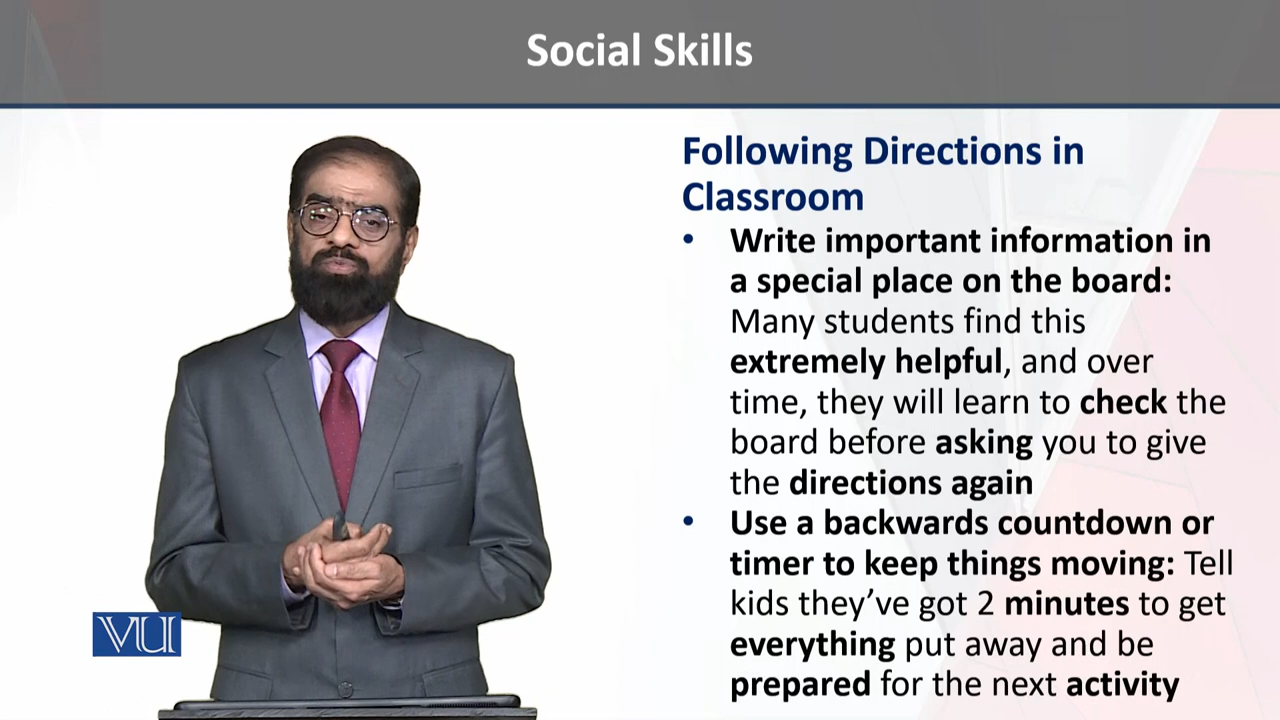 Social Skills
Following Directions in
Classroom
• Write important information in
a special place on the board:
Many students find this
extremely helpful, and over
time, they will learn to check the
board before asking you to give
the directions again
• Use a backwards countdown or
timer to keep things moving: Tell
kids they’ve got 2 minutes to get
everything put away and be
prepared for the next activity
VU